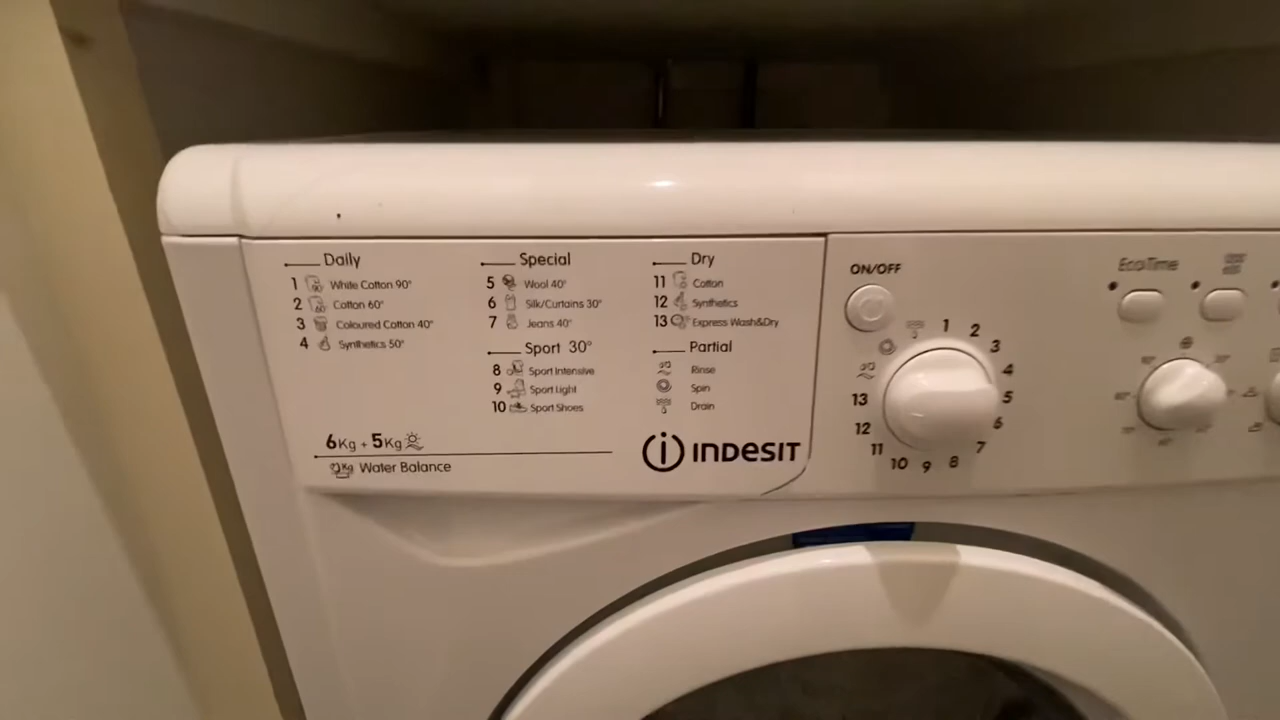 Daily
1 White Cotton 90°
2 Cotton 60°
3 Coloured Cotton 40°
4 Synthetics 50°
6Kg + 5Kg
Kg Water Balance
Special
5 Wool 40°
6 Silk/Curtains 30°
7 Jeans 40°
Sport 30°
8 Sport Intensive
9 Sport Light
10 Sport Shoes
Dry
11 Cotton
12 Synthetics
13 Express Wash&Dry
Partial
Rinse
Spin
Drain
INDESIT
ON/OFF
1
2
3
4
5
6
7
8
9
10
11
12
13
EcoTime